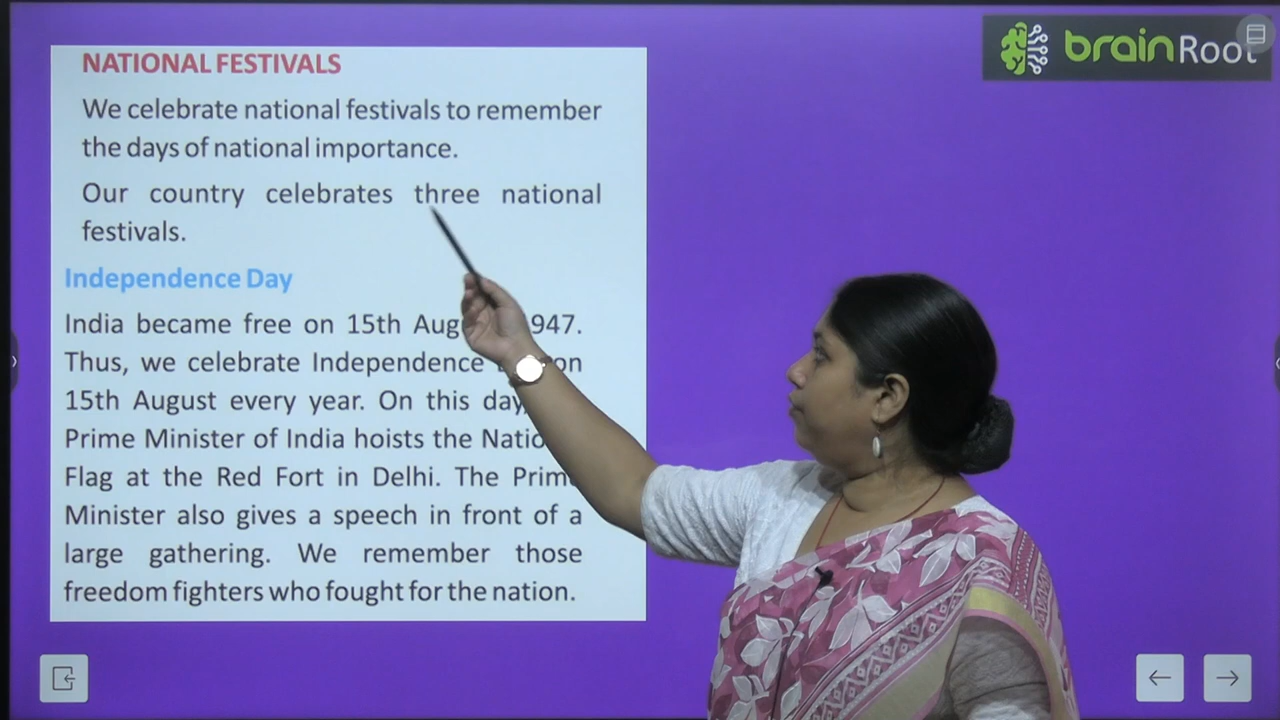 brainRoot
NATIONAL FESTIVALS
We celebrate national festivals to remember
the days of national importance.
Our country celebrates three national
festivals.
Independence Day
India became free on 15th Aug 947.
Thus, we celebrate Independence on
15th August every year. On this day,
Prime Minister of India hoists the Natio
Flag at the Red Fort in Delhi. The Prim
Minister also gives a speech in front of a
large gathering. We remember those
freedom fighters who fought for the nation.